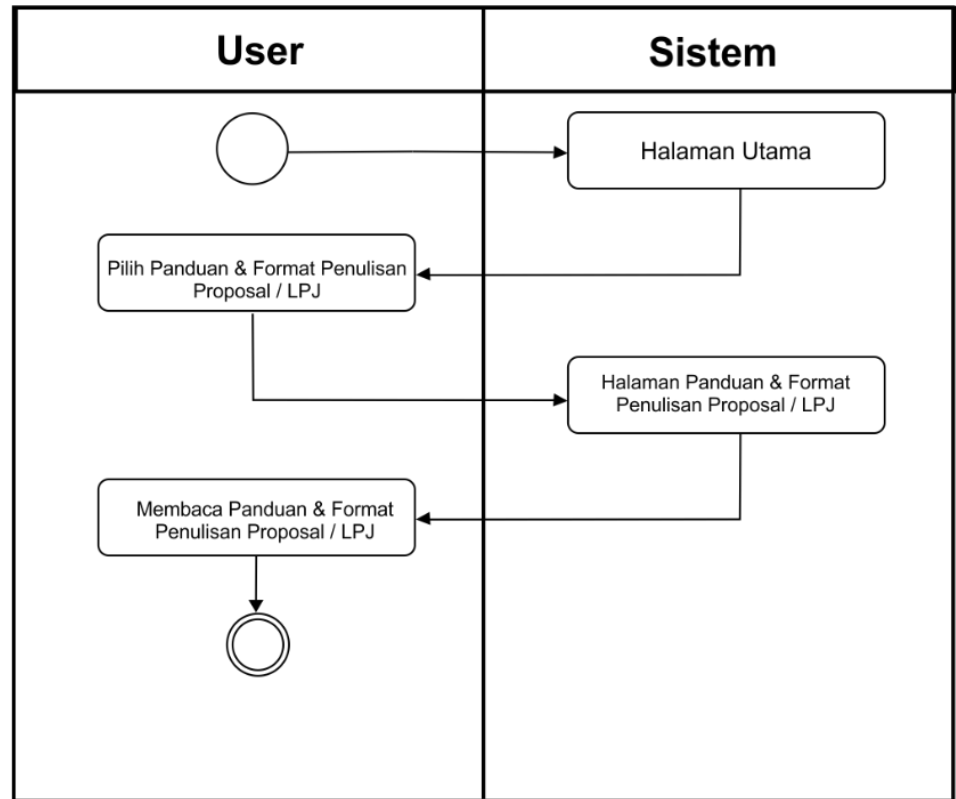 User
Sistem
Halaman Utama
Pilih Panduan & Format Penulisan
Proposal / LPJ
Halaman Panduan & Format
Penulisan Proposal / LPJ
Membaca Panduan & Format
Penulisan Proposal / LPJ